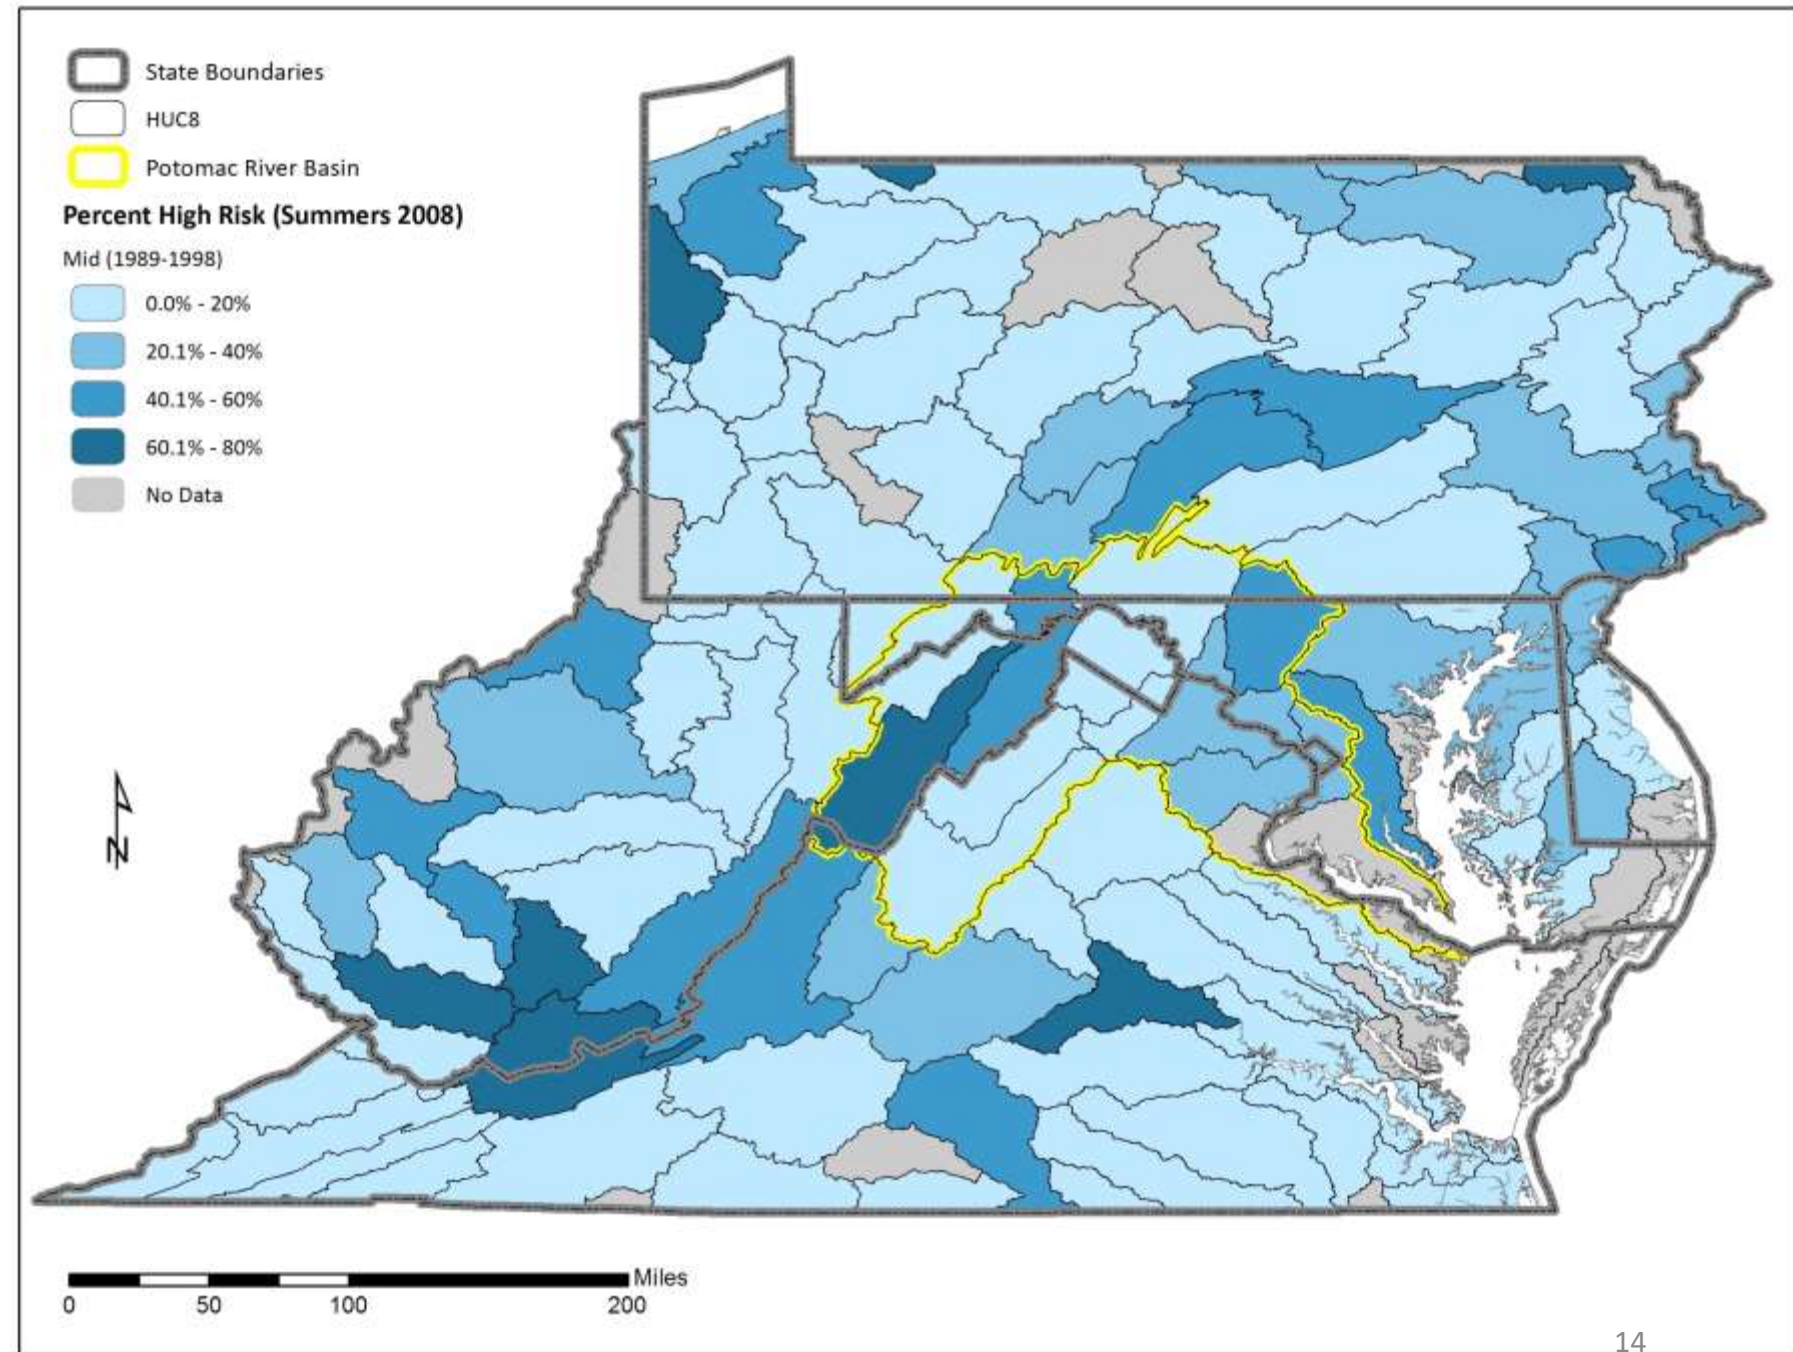 State Boundaries
HUC8
Potomac River Basin
Percent High Risk (Summers 2008)
Mid (1989-1998)
0.0% - 20%
20.1% - 40%
40.1% - 60%
60.1% - 80%
No Data
N
Miles
0 50 100 200
14